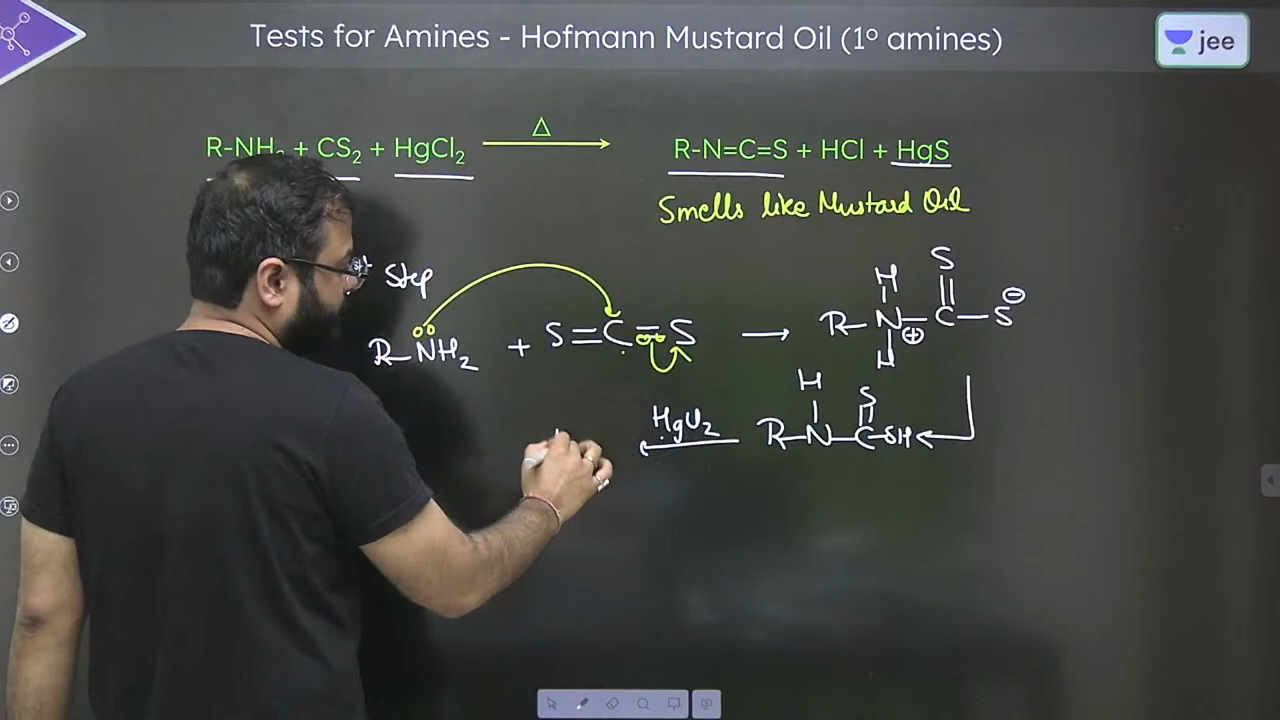 Tests for Amines - Hofmann Mustard Oil (1° amines)
jee
R-NH₂ + CS₂ + HgCl₂ Δ R-N=C=S + HCl + HgS
Smells like Mustard Oil
Step
R-NH₂ + S=C=S → R-N-C-S
H
H
S
⊕
⊖
HgCl₂ R-N-C-SH
H
S